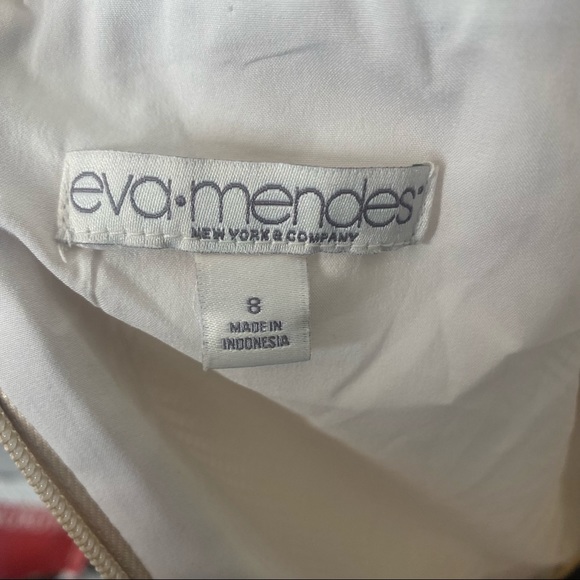 eva•mendes
NEW YORK & COMPANY
8
MADE IN
INDONESIA